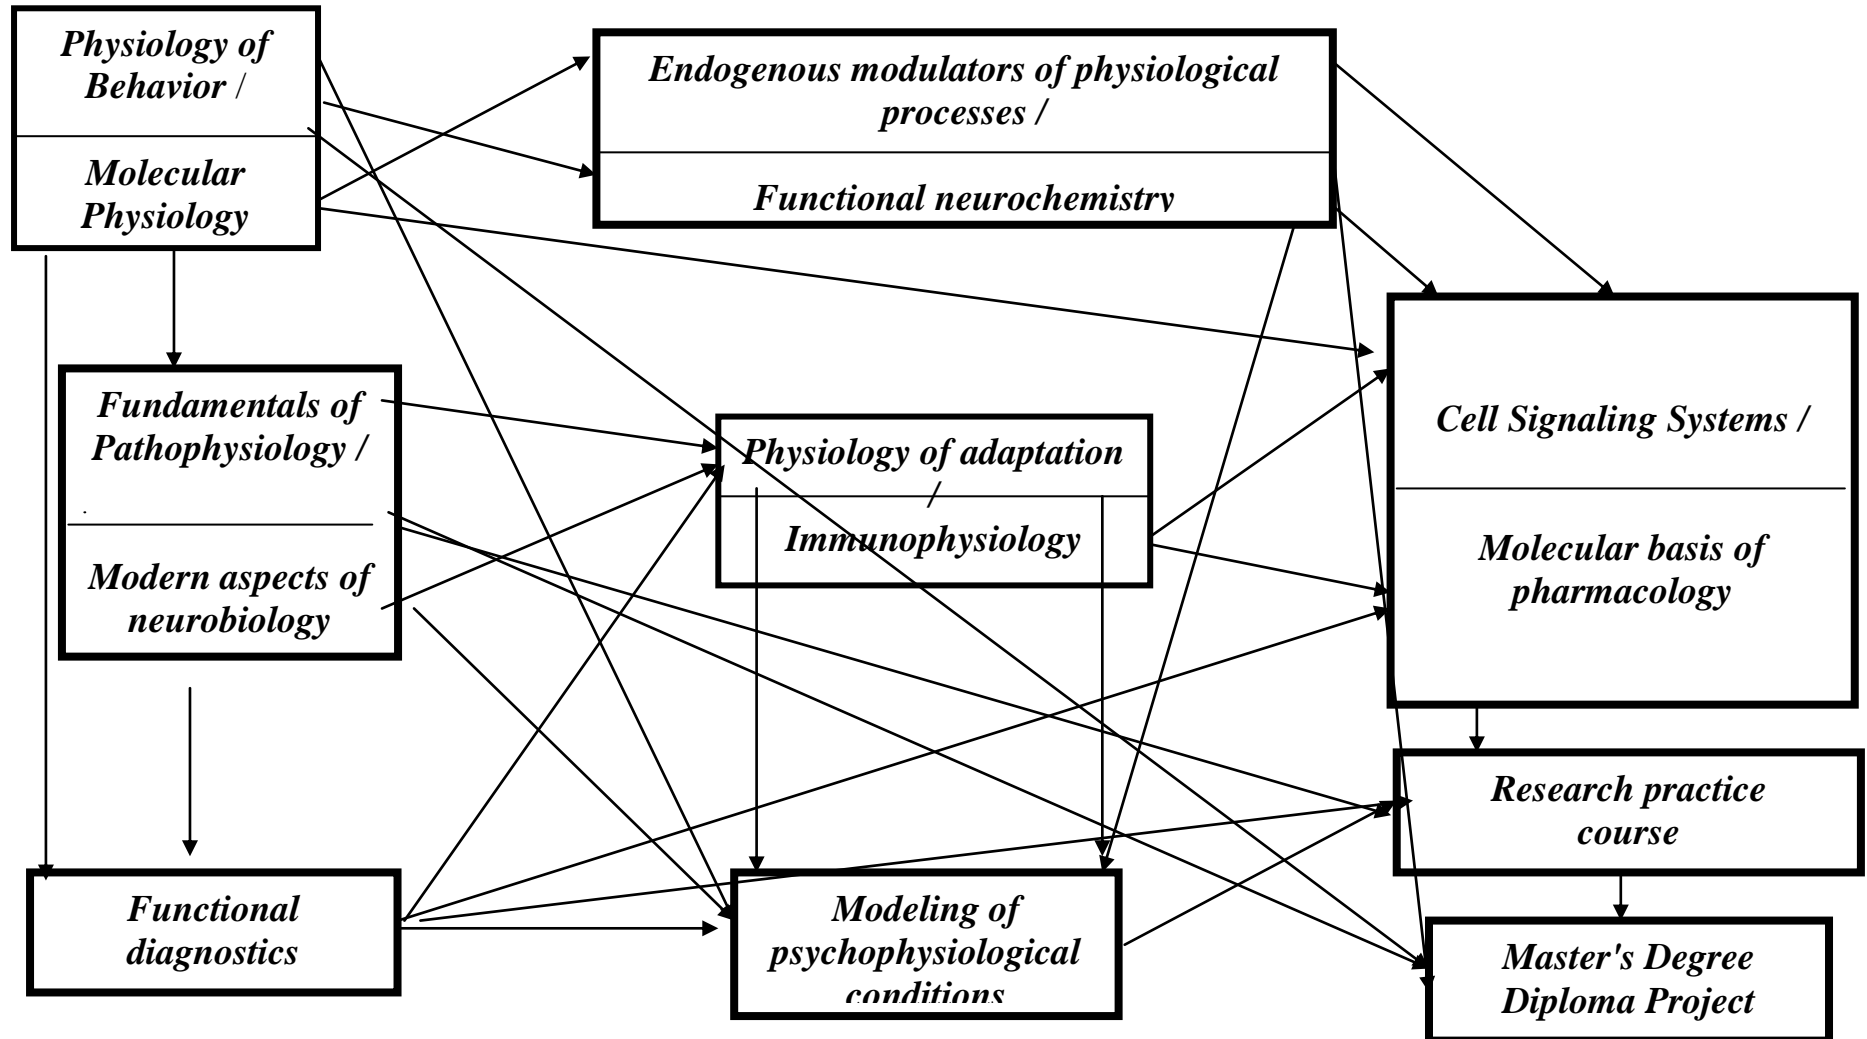 Physiology of
Behavior /
Molecular
Physiology
Endogenous modulators of physiological
processes /
Functional neurochemistry
Fundamentals of
Pathophysiology /
.
Modern aspects of
neurobiology
Physiology of adaptation
/
Immunophysiology
Cell Signaling Systems /
Molecular basis of
pharmacology
Research practice
course
Functional
diagnostics
Modeling of
psychophysiological
conditions
Master's Degree
Diploma Project